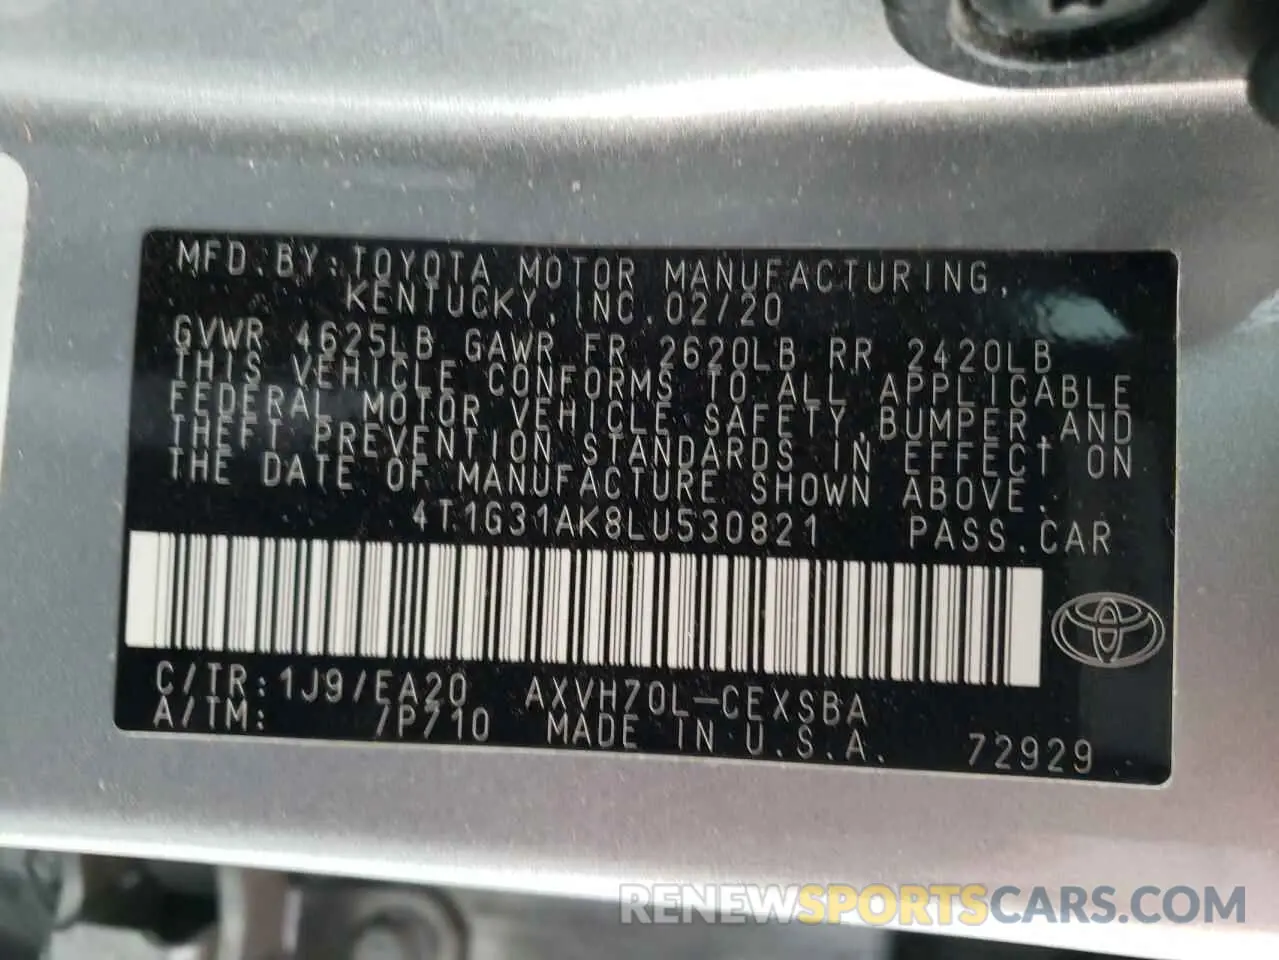 MFD.BY:TOYOTA MOTOR MANUFACTURING,
KENTUCKY, INC. 02/20
GVWR 4625LB GAWR FR 2620LB RR 2420LB
THIS VEHICLE CONFORMS TO ALL APPLICABLE
FEDERAL MOTOR VEHICLE SAFETY, BUMPER, AND
THEFT PREVENTION STANDARDS IN EFFECT ON
THE DATE OF MANUFACTURE SHOWN ABOVE.
4T1G31AK8LU530821 PASS.CAR
C/TR:1J9/EA20 AXVH70L-CEXSBA
A/TM: /P710 MADE IN U.S.A. 72929
RENEWSPORTSCARS.COM